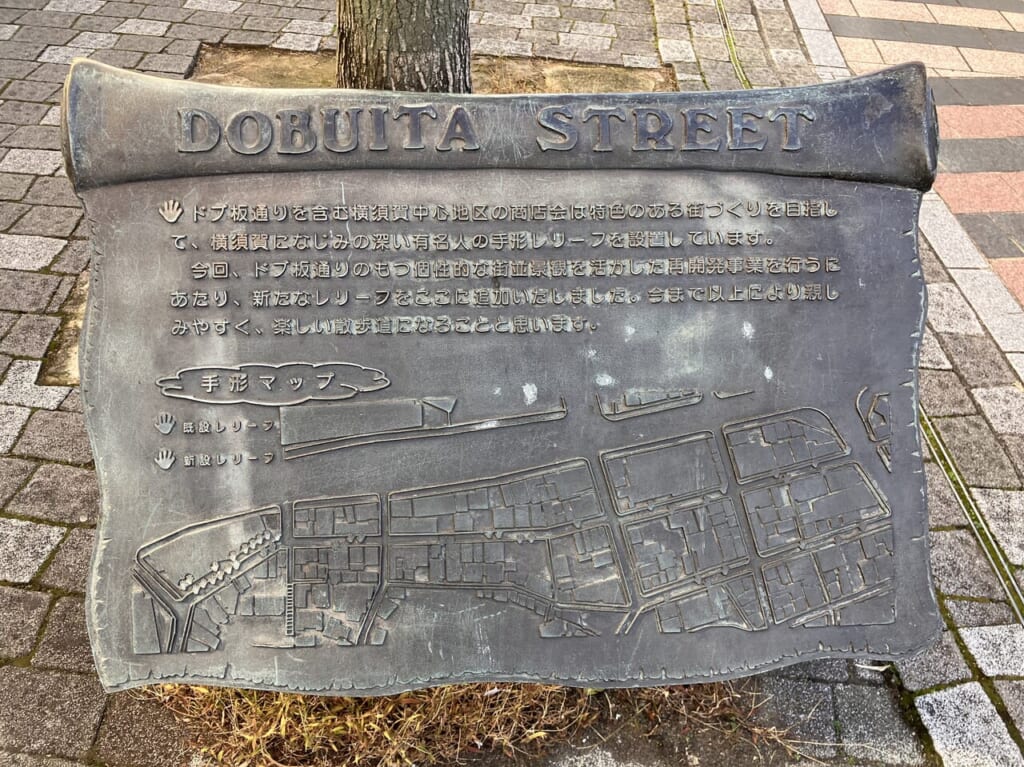 DOBUITA STREET
ドブ板通りを含む横須賀中心地区の商店会は特色のある街づくりを目指し
て、横須賀になじみの深い有名人の手形レリーフを設置しています。
今回、ドブ板通りのもつ個性的な街並景観を活かした再開発事業を行うに
あたり、新たなレリーフをここに追加いたしました。今まで以上により親し
みやすく、楽しい散歩道になることと思います。
手形マップ
既設レリーフ
新設レリーフ